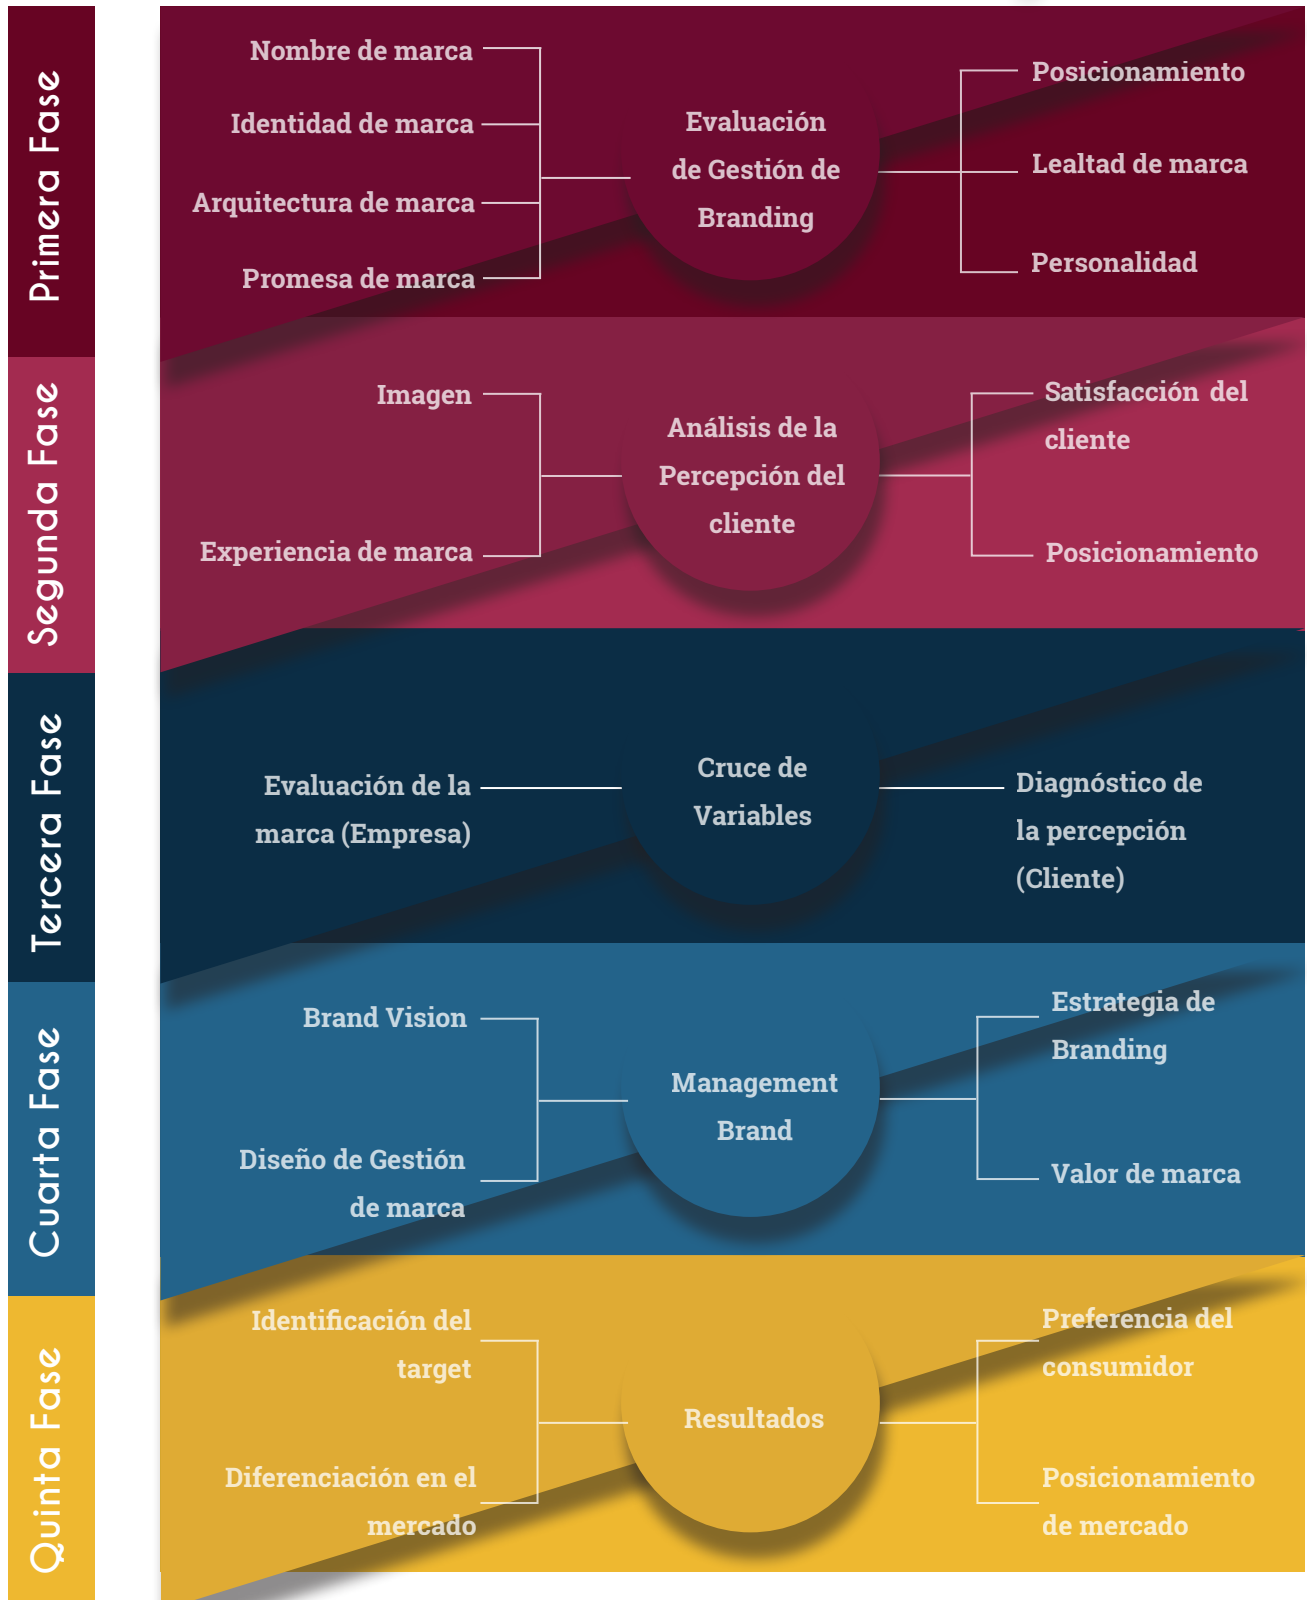 Primera Fase
Nombre de marca
Identidad de marca
Arquitectura de marca
Promesa de marca
Evaluación
de Gestión de
Branding
Posicionamiento
Lealtad de marca
Personalidad
Segunda Fase
Imagen
Experiencia de marca
Análisis de la
Percepción del
cliente
Satisfacción del
cliente
Posicionamiento
Tercera Fase
Evaluación de la
marca (Empresa)
Cruce de
Variables
Diagnóstico de
la percepción
(Cliente)
Cuarta Fase
Brand Vision
Diseño de Gestión
de marca
Management
Brand
Estrategia de
Branding
Valor de marca
Quinta Fase
Identificación del
target
Diferenciación en el
mercado
Resultados
Preferencia del
consumidor
Posicionamiento
de mercado